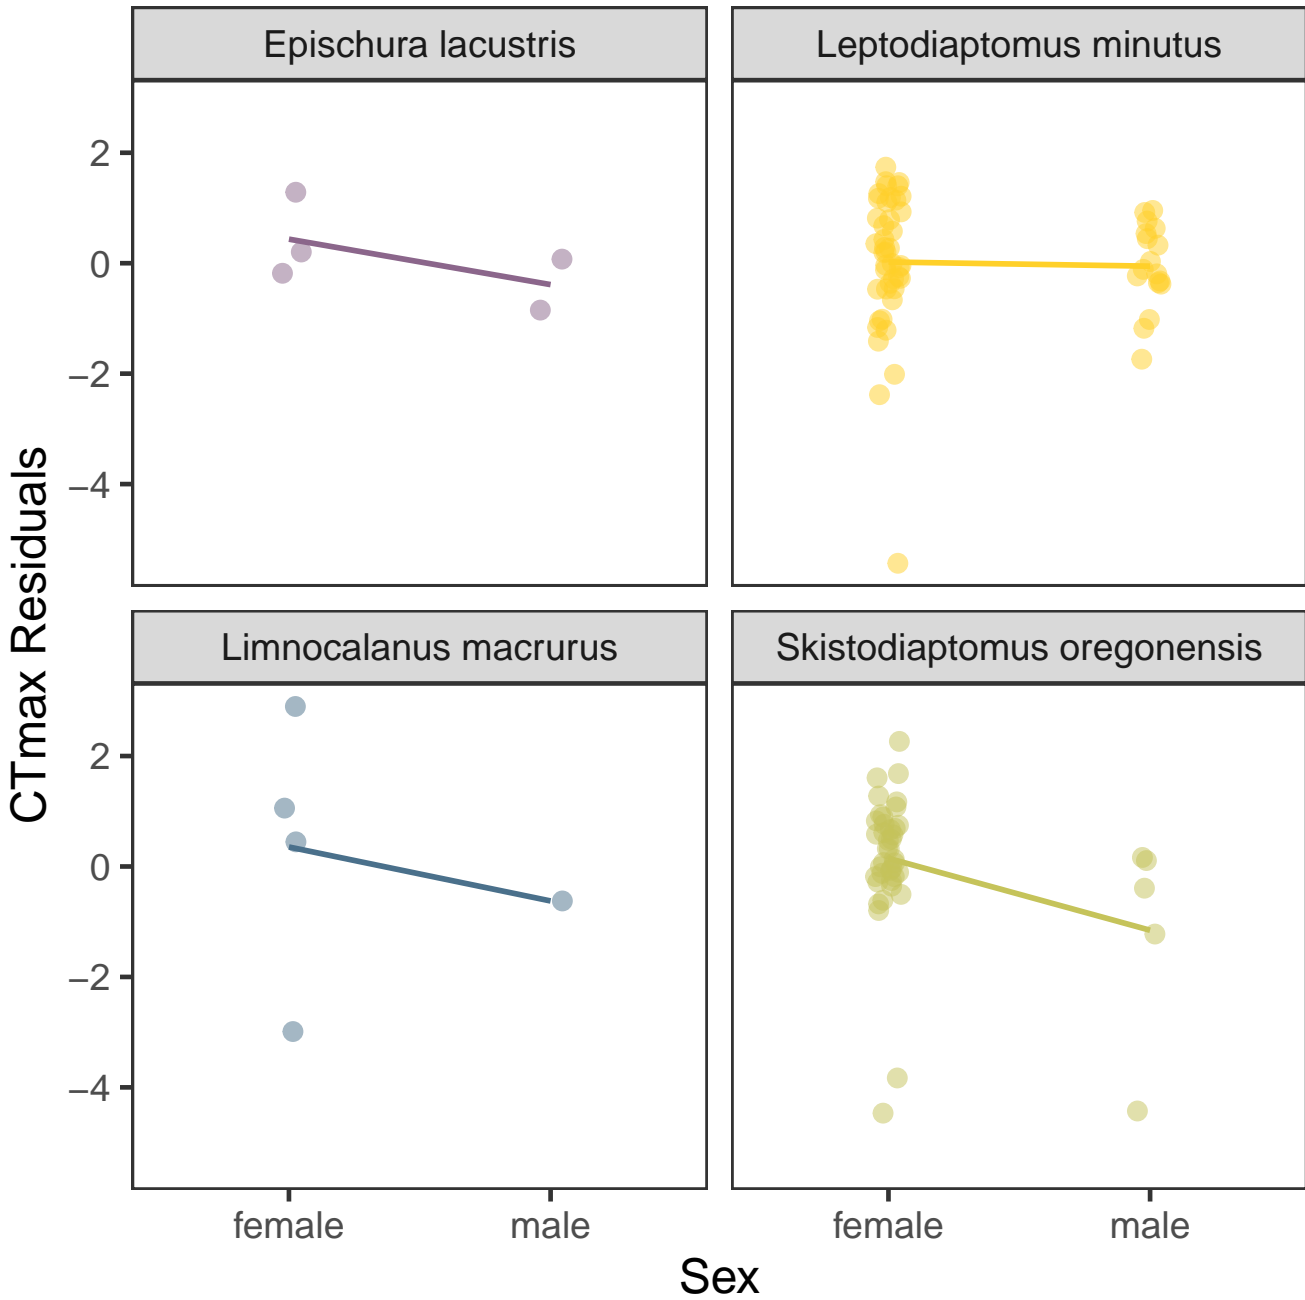 Epischura lacustris
Leptodiaptomus minutus
2
0
−2
−4
Limnocalanus macrurus
Skistodiaptomus oregonensis
2
0
−2
−4
CTmax Residuals
female
male
female
male
Sex